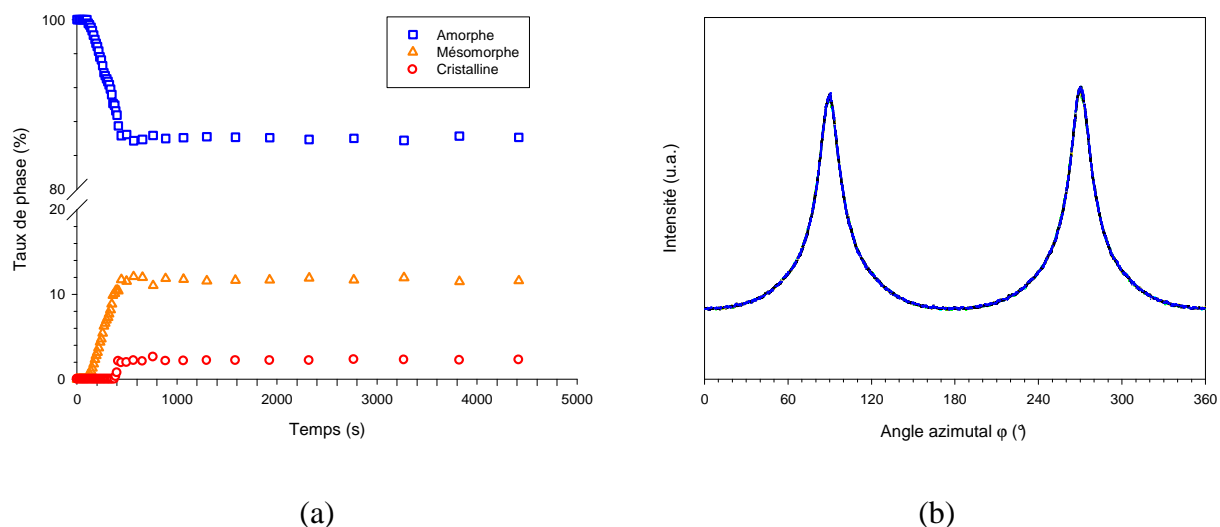 100
80
20
10
0
Taux de phase (%)
Amorphe
Mésomorphe
Cristalline
0
1000
2000
3000
4000
5000
Temps (s)
(a)
Intensité (u.a.)
0
60
120
180
240
300
360
Angle azimutal φ (°)
(b)